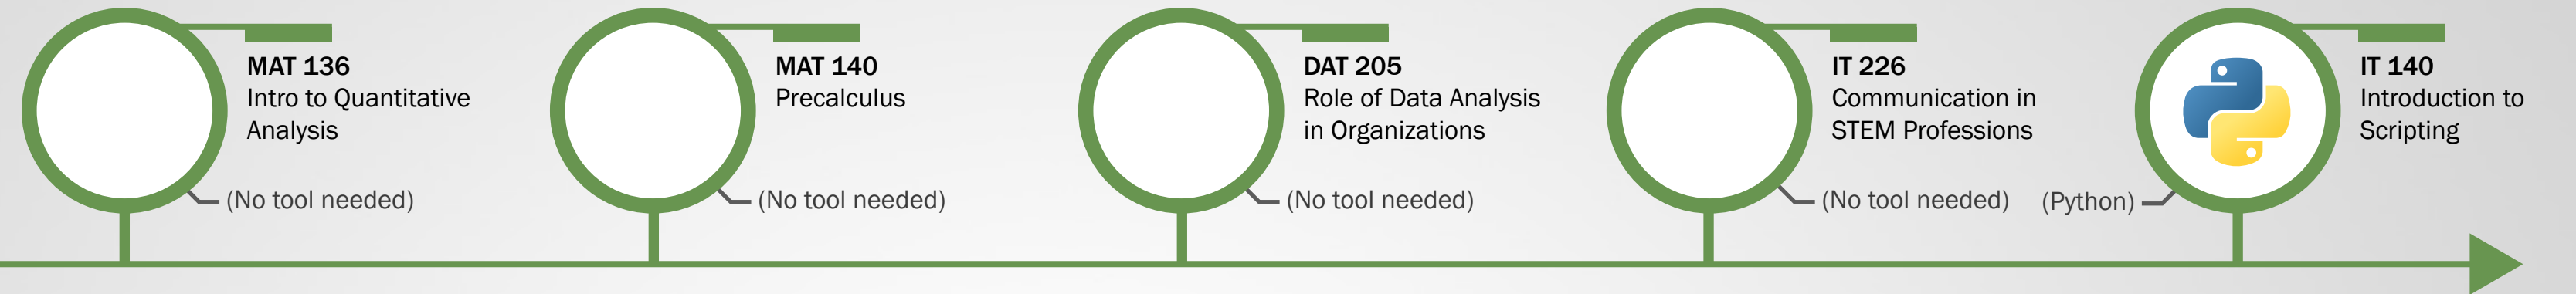 MAT 136
Intro to Quantitative
Analysis
(No tool needed)
MAT 140
Precalculus
(No tool needed)
DAT 205
Role of Data Analysis
in Organizations
(No tool needed)
IT 226
Communication in
STEM Professions
(No tool needed)
IT 140
Introduction to
Scripting
(Python)